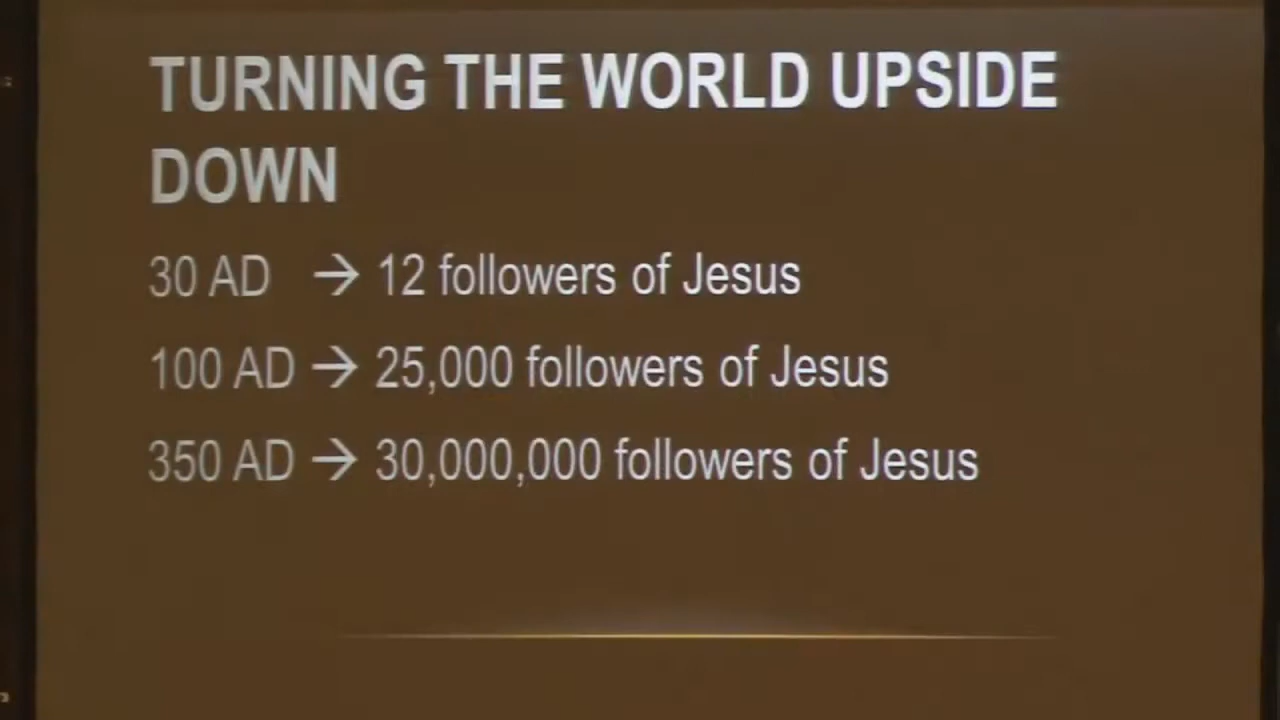 TURNING THE WORLD UPSIDE
DOWN
30 AD → 12 followers of Jesus
100 AD → 25,000 followers of Jesus
350 AD → 30,000,000 followers of Jesus